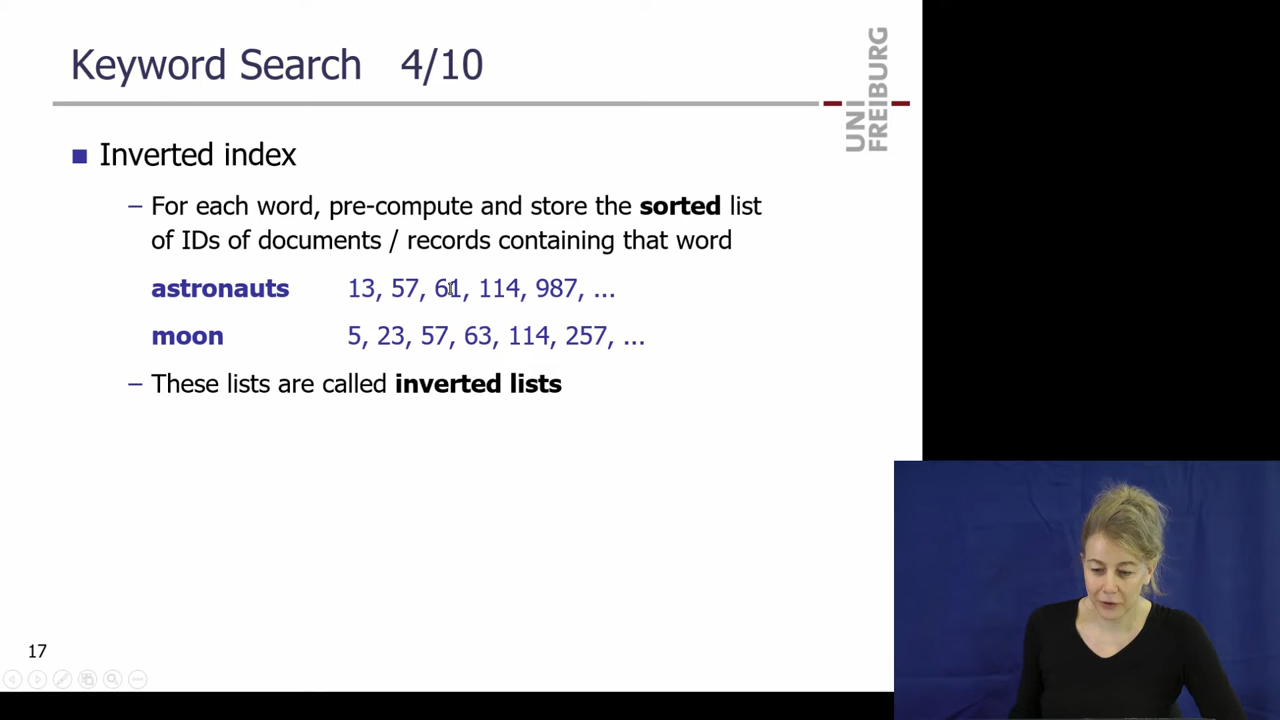 Keyword Search 4/10
UNI
FREIBURG
■ Inverted index
– For each word, pre-compute and store the sorted list
of IDs of documents / records containing that word
astronauts 13, 57, 61, 114, 987, ...
moon 5, 23, 57, 63, 114, 257, ...
– These lists are called inverted lists
17